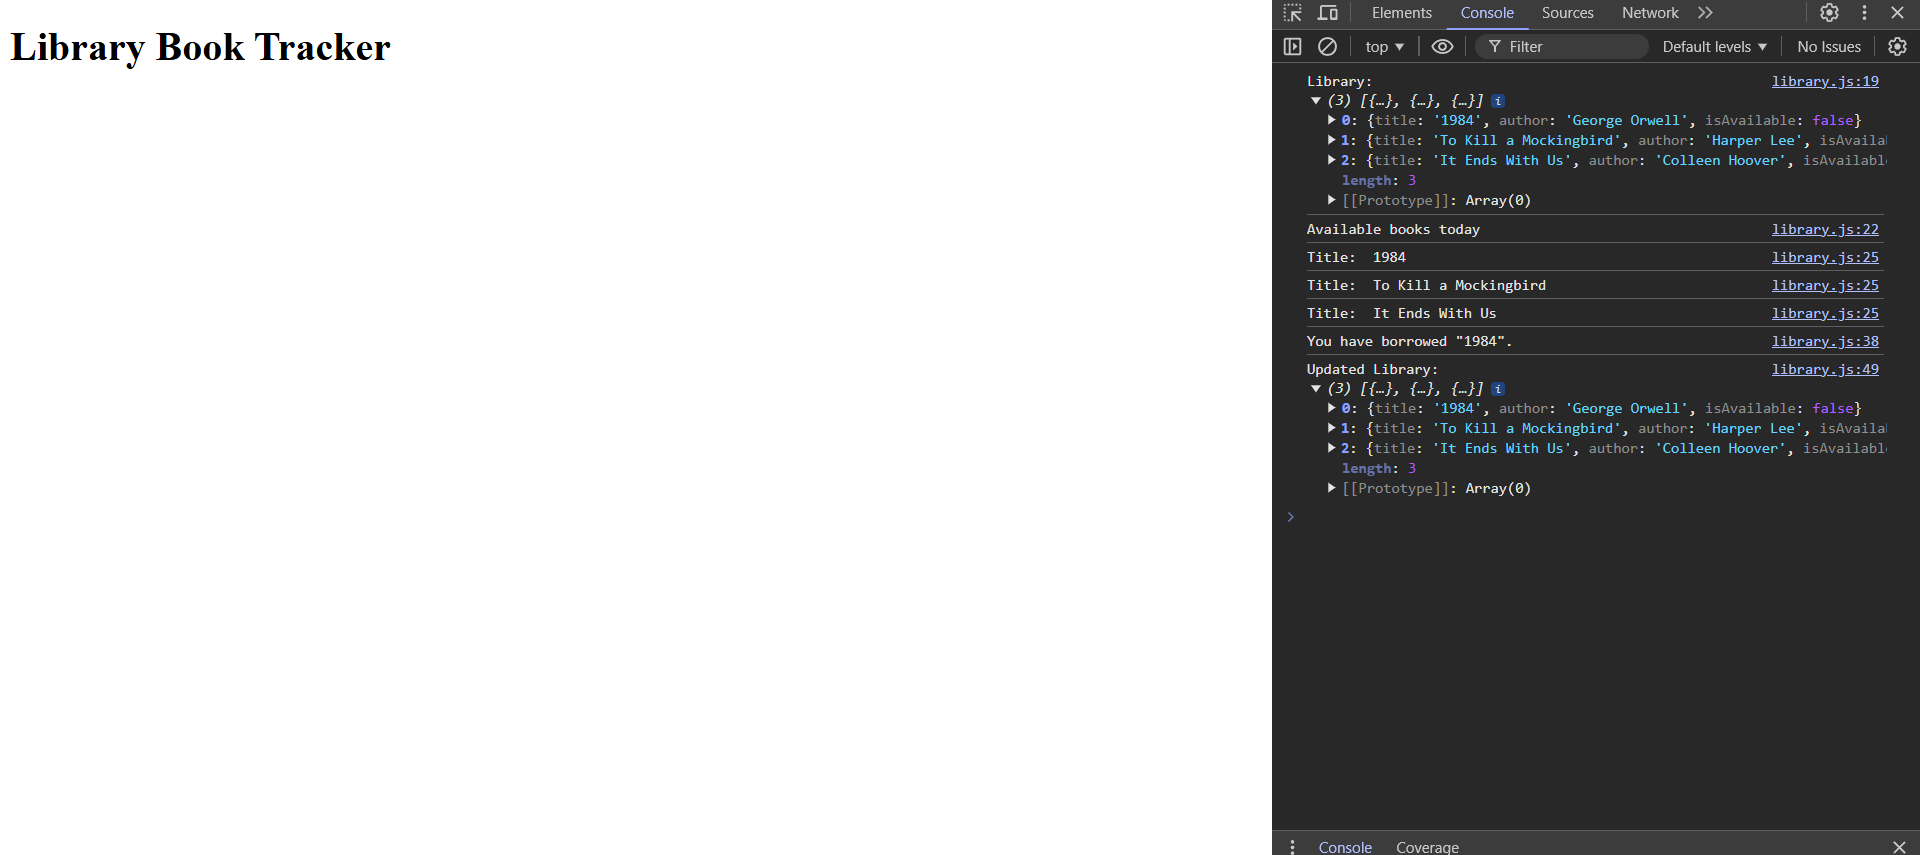 Library Book Tracker
Elements Console Sources Network
top Filter Default levels No Issues
Library: library.js:19
(3) [{…}, {…}, {…}] i
0: {title: '1984', author: 'George Orwell', isAvailable: false}
1: {title: 'To Kill a Mockingbird', author: 'Harper Lee', isAvaila
2: {title: 'It Ends With Us', author: 'Colleen Hoover', isAvailabl
length: 3
[[Prototype]]: Array(0)
Available books today library.js:22
Title:  1984 library.js:25
Title:  To Kill a Mockingbird library.js:25
Title:  It Ends With Us library.js:25
You have borrowed "1984". library.js:38
Updated Library: library.js:49
(3) [{…}, {…}, {…}] i
0: {title: '1984', author: 'George Orwell', isAvailable: false}
1: {title: 'To Kill a Mockingbird', author: 'Harper Lee', isAvaila
2: {title: 'It Ends With Us', author: 'Colleen Hoover', isAvailabl
length: 3
[[Prototype]]: Array(0)
Console Coverage